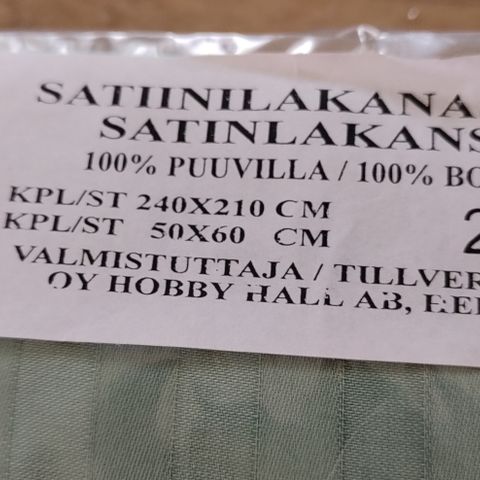 SATIINILAKANA
SATINLAKANS
100% PUUVILLA / 100% BO
KPL/ST 240X210 CM
KPL/ST 50X60 CM
2
VALMISTUTTAJA / TILLVER
OY HOBBY HALL AB,